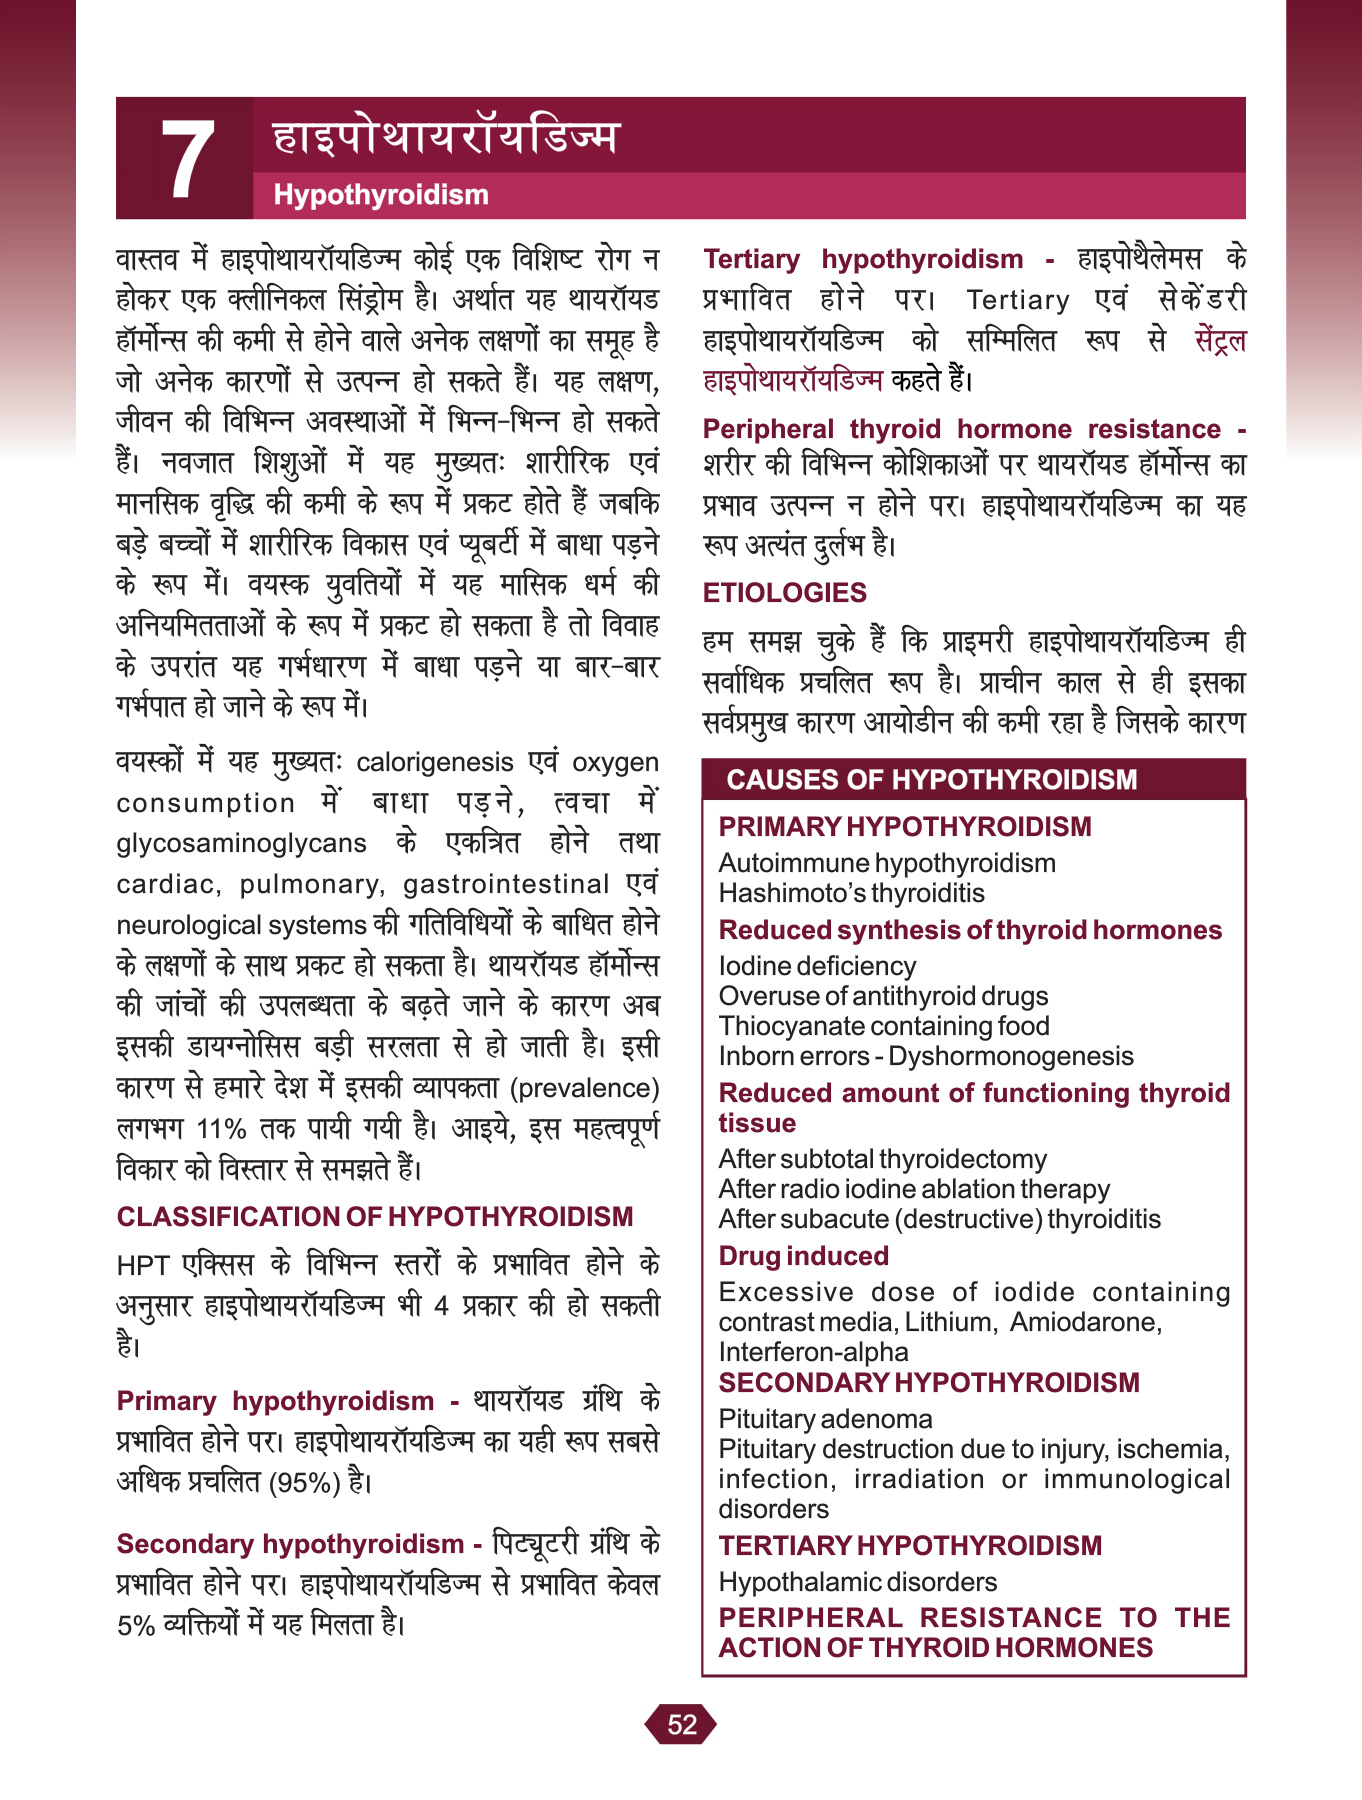 7
हाइपोथायरॉयडिज्म
Hypothyroidism
वास्तव में हाइपोथायरॉयडिज्म कोई एक विशिष्ट रोग न
होकर एक क्लीनिकल सिंड्रोम है। अर्थात यह थायरॉयड
हॉर्मोन्स की कमी से होने वाले अनेक लक्षणों का समूह है
जो अनेक कारणों से उत्पन्न हो सकते हैं। यह लक्षण,
जीवन की विभिन्न अवस्थाओं में भिन्न-भिन्न हो सकते
हैं। नवजात शिशुओं में यह मुख्यतः शारीरिक एवं
मानसिक वृद्धि की कमी के रूप में प्रकट होते हैं जबकि
बड़े बच्चों में शारीरिक विकास एवं प्यूबर्टी में बाधा पड़ने
के रूप में। वयस्क युवतियों में यह मासिक धर्म की
अनियमितताओं के रूप में प्रकट हो सकता है तो विवाह
के उपरांत यह गर्भधारण में बाधा पड़ने या बार-बार
गर्भपात हो जाने के रूप में।
वयस्कों में यह मुख्यतः calorigenesis एवं oxygen
consumption में बाधा पड़ने, त्वचा में
glycosaminoglycans के एकत्रित होने तथा
cardiac, pulmonary, gastrointestinal एवं
neurological systems की गतिविधियों के बाधित होने
के लक्षणों के साथ प्रकट हो सकता है। थायरॉयड हॉर्मोन्स
की जांचों की उपलब्धता के बढ़ते जाने के कारण अब
इसकी डायग्नोसिस बड़ी सरलता से हो जाती है। इसी
कारण से हमारे देश में इसकी व्यापकता (prevalence)
लगभग 11% तक पायी गयी है। आइये, इस महत्वपूर्ण
विकार को विस्तार से समझते हैं।
CLASSIFICATION OF HYPOTHYROIDISM
HPT एक्सिस के विभिन्न स्तरों के प्रभावित होने के
अनुसार हाइपोथायरॉयडिज्म भी 4 प्रकार की हो सकती
है।
Primary hypothyroidism - थायरॉयड ग्रंथि के
प्रभावित होने पर। हाइपोथायरॉयडिज्म का यही रूप सबसे
अधिक प्रचलित (95%) है।
Secondary hypothyroidism - पिट्यूटरी ग्रंथि के
प्रभावित होने पर। हाइपोथायरॉयडिज्म से प्रभावित केवल
5% व्यक्तियों में यह मिलता है।
Tertiary hypothyroidism - हाइपोथैलेमस के
प्रभावित होने पर। Tertiary एवं सेकेंडरी
हाइपोथायरॉयडिज्म को सम्मिलित रूप से सेंट्रल
हाइपोथायरॉयडिज्म कहते हैं।
Peripheral thyroid hormone resistance -
शरीर की विभिन्न कोशिकाओं पर थायरॉयड हॉर्मोन्स का
प्रभाव उत्पन्न न होने पर। हाइपोथायरॉयडिज्म का यह
रूप अत्यंत दुर्लभ है।
ETIOLOGIES
हम समझ चुके हैं कि प्राइमरी हाइपोथायरॉयडिज्म ही
सर्वाधिक प्रचलित रूप है। प्राचीन काल से ही इसका
सर्वप्रमुख कारण आयोडीन की कमी रहा है जिसके कारण
CAUSES OF HYPOTHYROIDISM
PRIMARY HYPOTHYROIDISM
Autoimmune hypothyroidism
Hashimoto’s thyroiditis
Reduced synthesis of thyroid hormones
Iodine deficiency
Overuse of antithyroid drugs
Thiocyanate containing food
Inborn errors - Dyshormonogenesis
Reduced amount of functioning thyroid
tissue
After subtotal thyroidectomy
After radio iodine ablation therapy
After subacute (destructive) thyroiditis
Drug induced
Excessive dose of iodide containing
contrast media, Lithium, Amiodarone,
Interferon-alpha
SECONDARY HYPOTHYROIDISM
Pituitary adenoma
Pituitary destruction due to injury, ischemia,
infection, irradiation or immunological
disorders
TERTIARY HYPOTHYROIDISM
Hypothalamic disorders
PERIPHERAL RESISTANCE TO THE
ACTION OF THYROID HORMONES
52